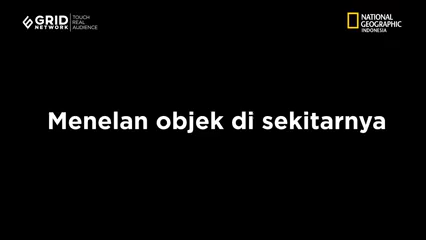 GRID
NETWORK
TOUCH
REAL
AUDIENCE
NATIONAL
GEOGRAPHIC
INDONESIA
Menelan objek di sekitarnya